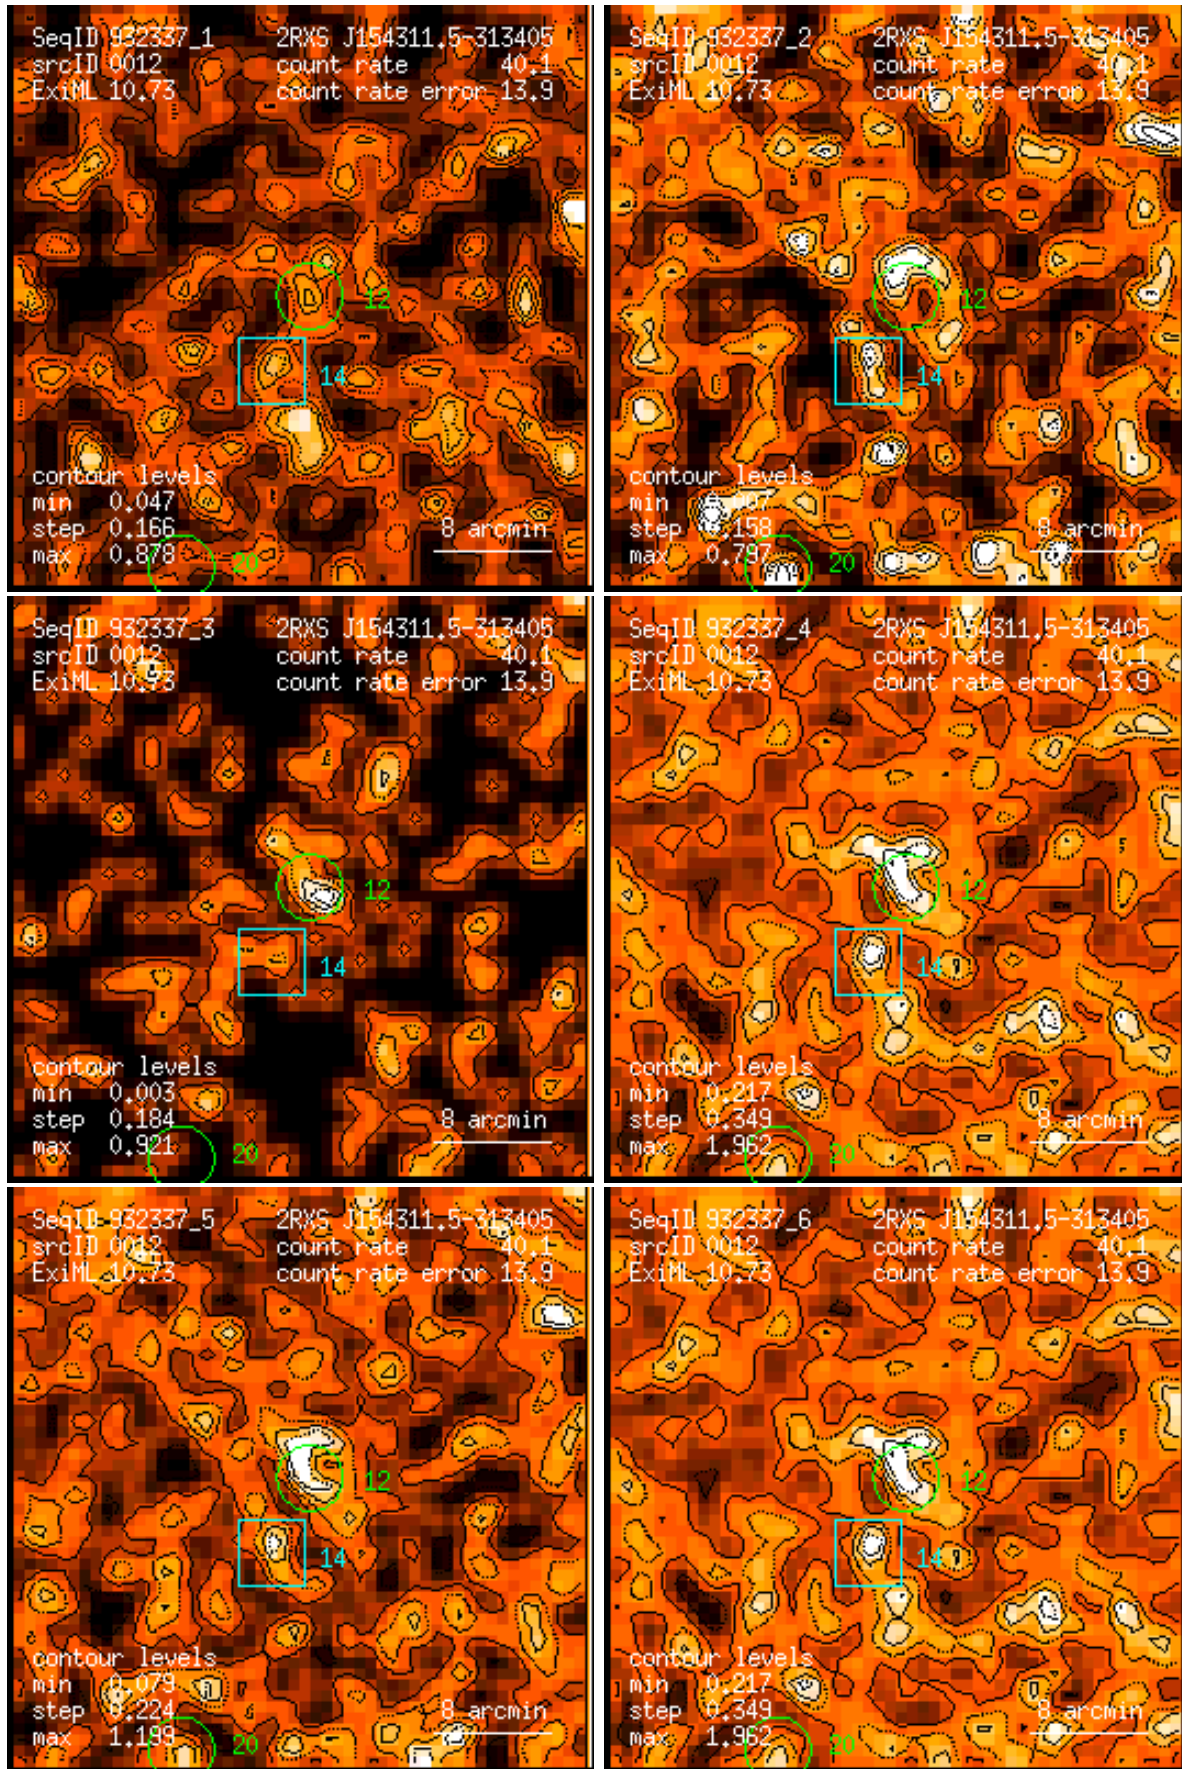 SeqID 932337_1 2RXS J154311.5-313405
srcID 0012 count rate 40.1
ExiML 10.73 count rate error 13.9
12
14
contour levels
min 0.047
step 0.166 8 arcmin
max 0.878 20
SeqID 932337_2 2RXS J154311.5-313405
srcID 0012 count rate 40.1
ExiML 10.73 count rate error 13.9
12
14
contour levels
min 0.007
step 0.158 8 arcmin
max 0.797 20
SeqID 932337_3 2RXS J154311.5-313405
srcID 0012 count rate 40.1
ExiML 10.73 count rate error 13.9
12
14
contour levels
min 0.003
step 0.184 8 arcmin
max 0.921 20
SeqID 932337_4 2RXS J154311.5-313405
srcID 0012 count rate 40.1
ExiML 10.73 count rate error 13.9
12
14
contour levels
min 0.217
step 0.349 8 arcmin
max 1.962 20
SeqID 932337_5 2RXS J154311.5-313405
srcID 0012 count rate 40.1
ExiML 10.73 count rate error 13.9
12
14
contour levels
min 0.079
step 0.224 8 arcmin
max 1.199 20
SeqID 932337_6 2RXS J154311.5-313405
srcID 0012 count rate 40.1
ExiML 10.73 count rate error 13.9
12
14
contour levels
min 0.217
step 0.349 8 arcmin
max 1.962 20